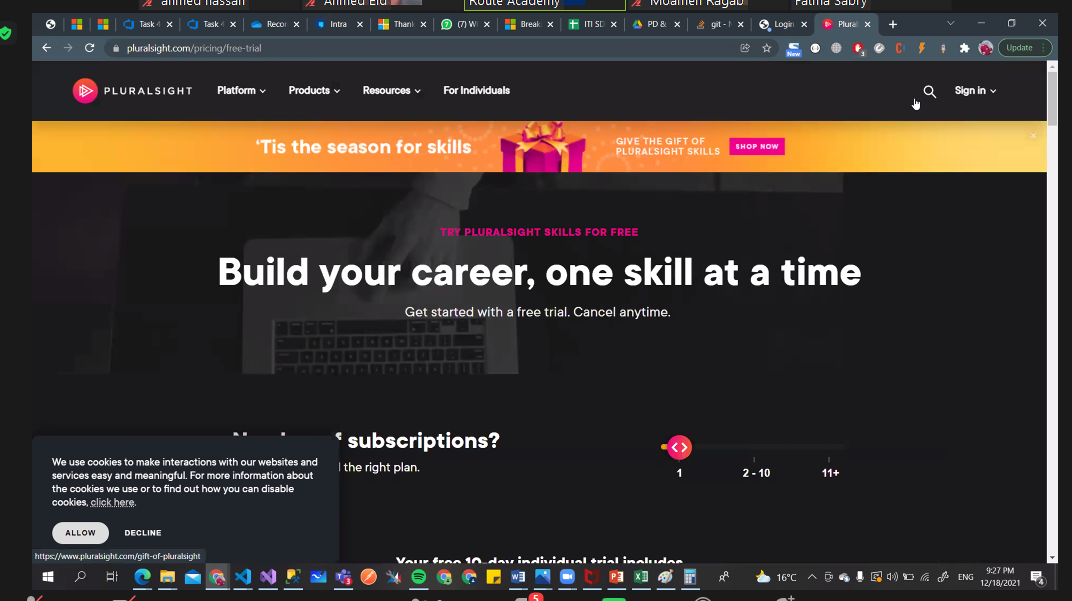 ahmed hassan
Ahmed Eid
Route Academy
Moamen Ragab
Fatma Sabry
Task 4
Task 4
Recor
Intra
Thank
(7) W
Break
ITI SD
PD &
git - N
Login
Plural
pluralsight.com/pricing/free-trial
New
Update
PLURALSIGHT
Platform
Products
Resources
For Individuals
Sign in
'Tis the season for skills
GIVE THE GIFT OF
PLURALSIGHT SKILLS
SHOP NOW
TRY PLURALSIGHT SKILLS FOR FREE
Build your career, one skill at a time
Get started with a free trial. Cancel anytime.
subscriptions?
the right plan.
1
2 - 10
11+
We use cookies to make interactions with our websites and
services easy and meaningful. For more information about
the cookies we use or to find out how you can disable
cookies, click here.
ALLOW
DECLINE
https://www.pluralsight.com/gift-of-pluralsight
Your free 10-day individual trial includes
16°C
ENG
9:27 PM
12/18/2021
4
5